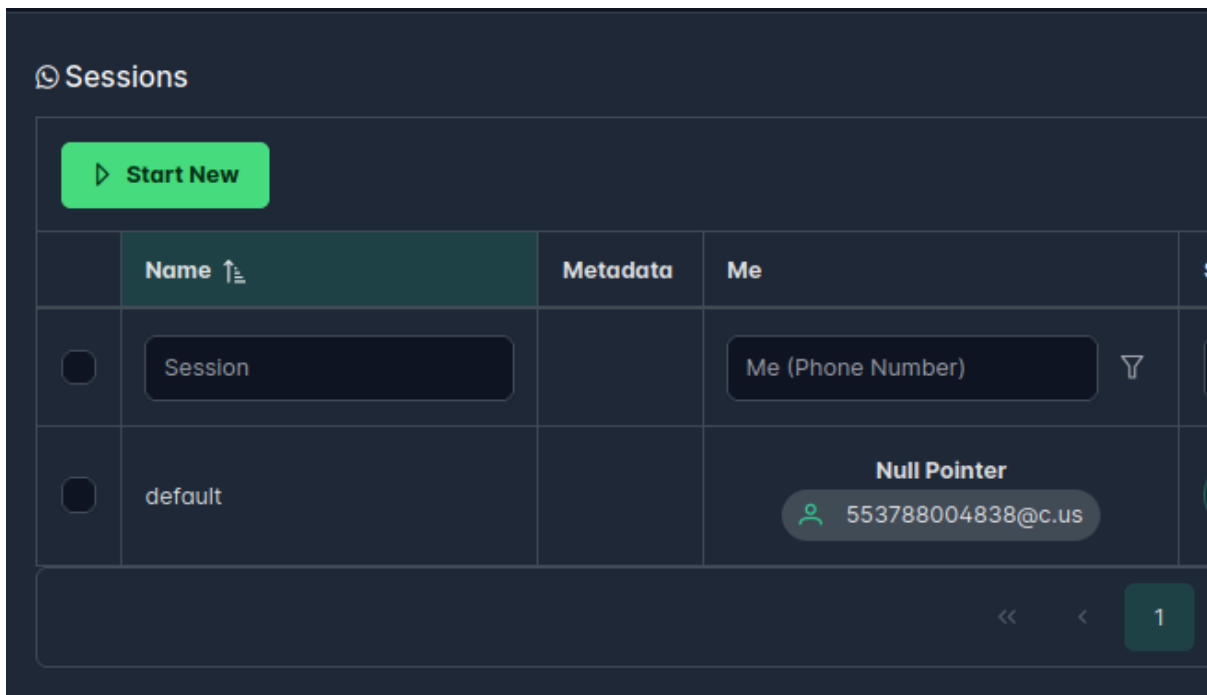 Sessions
Start New
Name Metadata Me
Session Me (Phone Number)
Null Pointer
default 553788004838@c.us
<< < 1